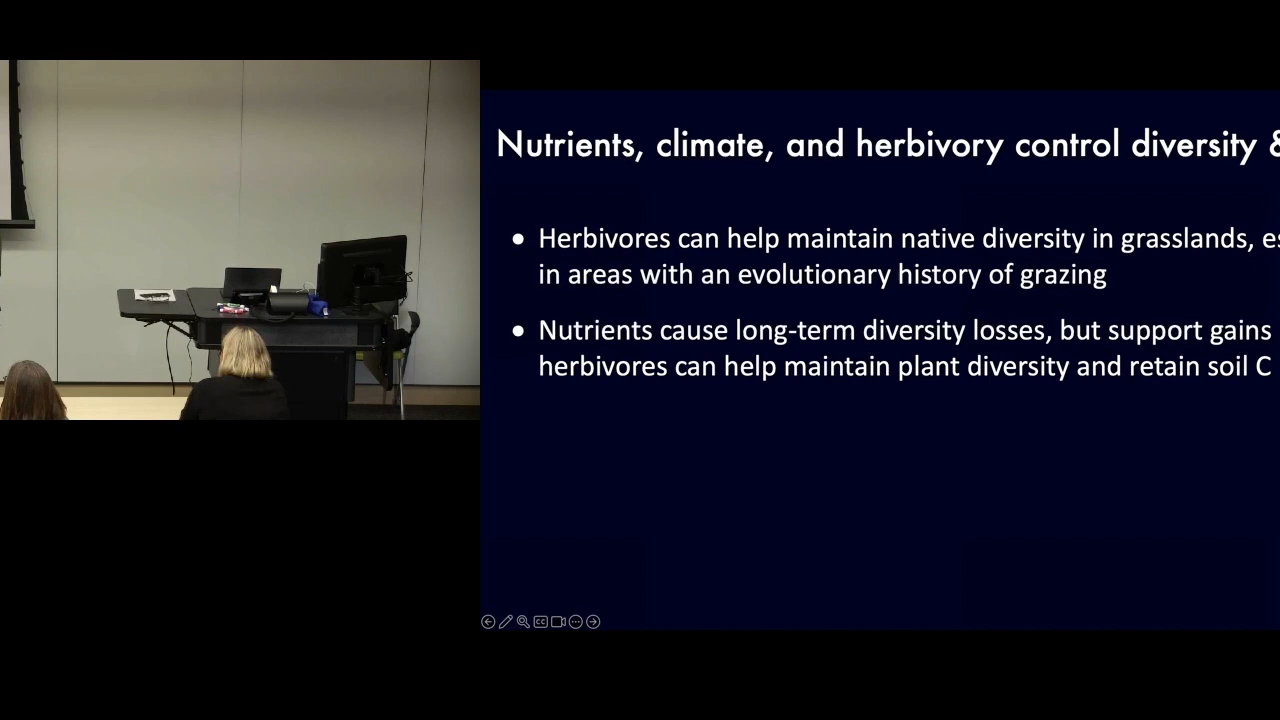 Nutrients, climate, and herbivory control diversity &
Herbivores can help maintain native diversity in grasslands,
in areas with an evolutionary history of grazing
Nutrients cause long-term diversity losses, but support gains
herbivores can help maintain plant diversity and retain soil C
CC